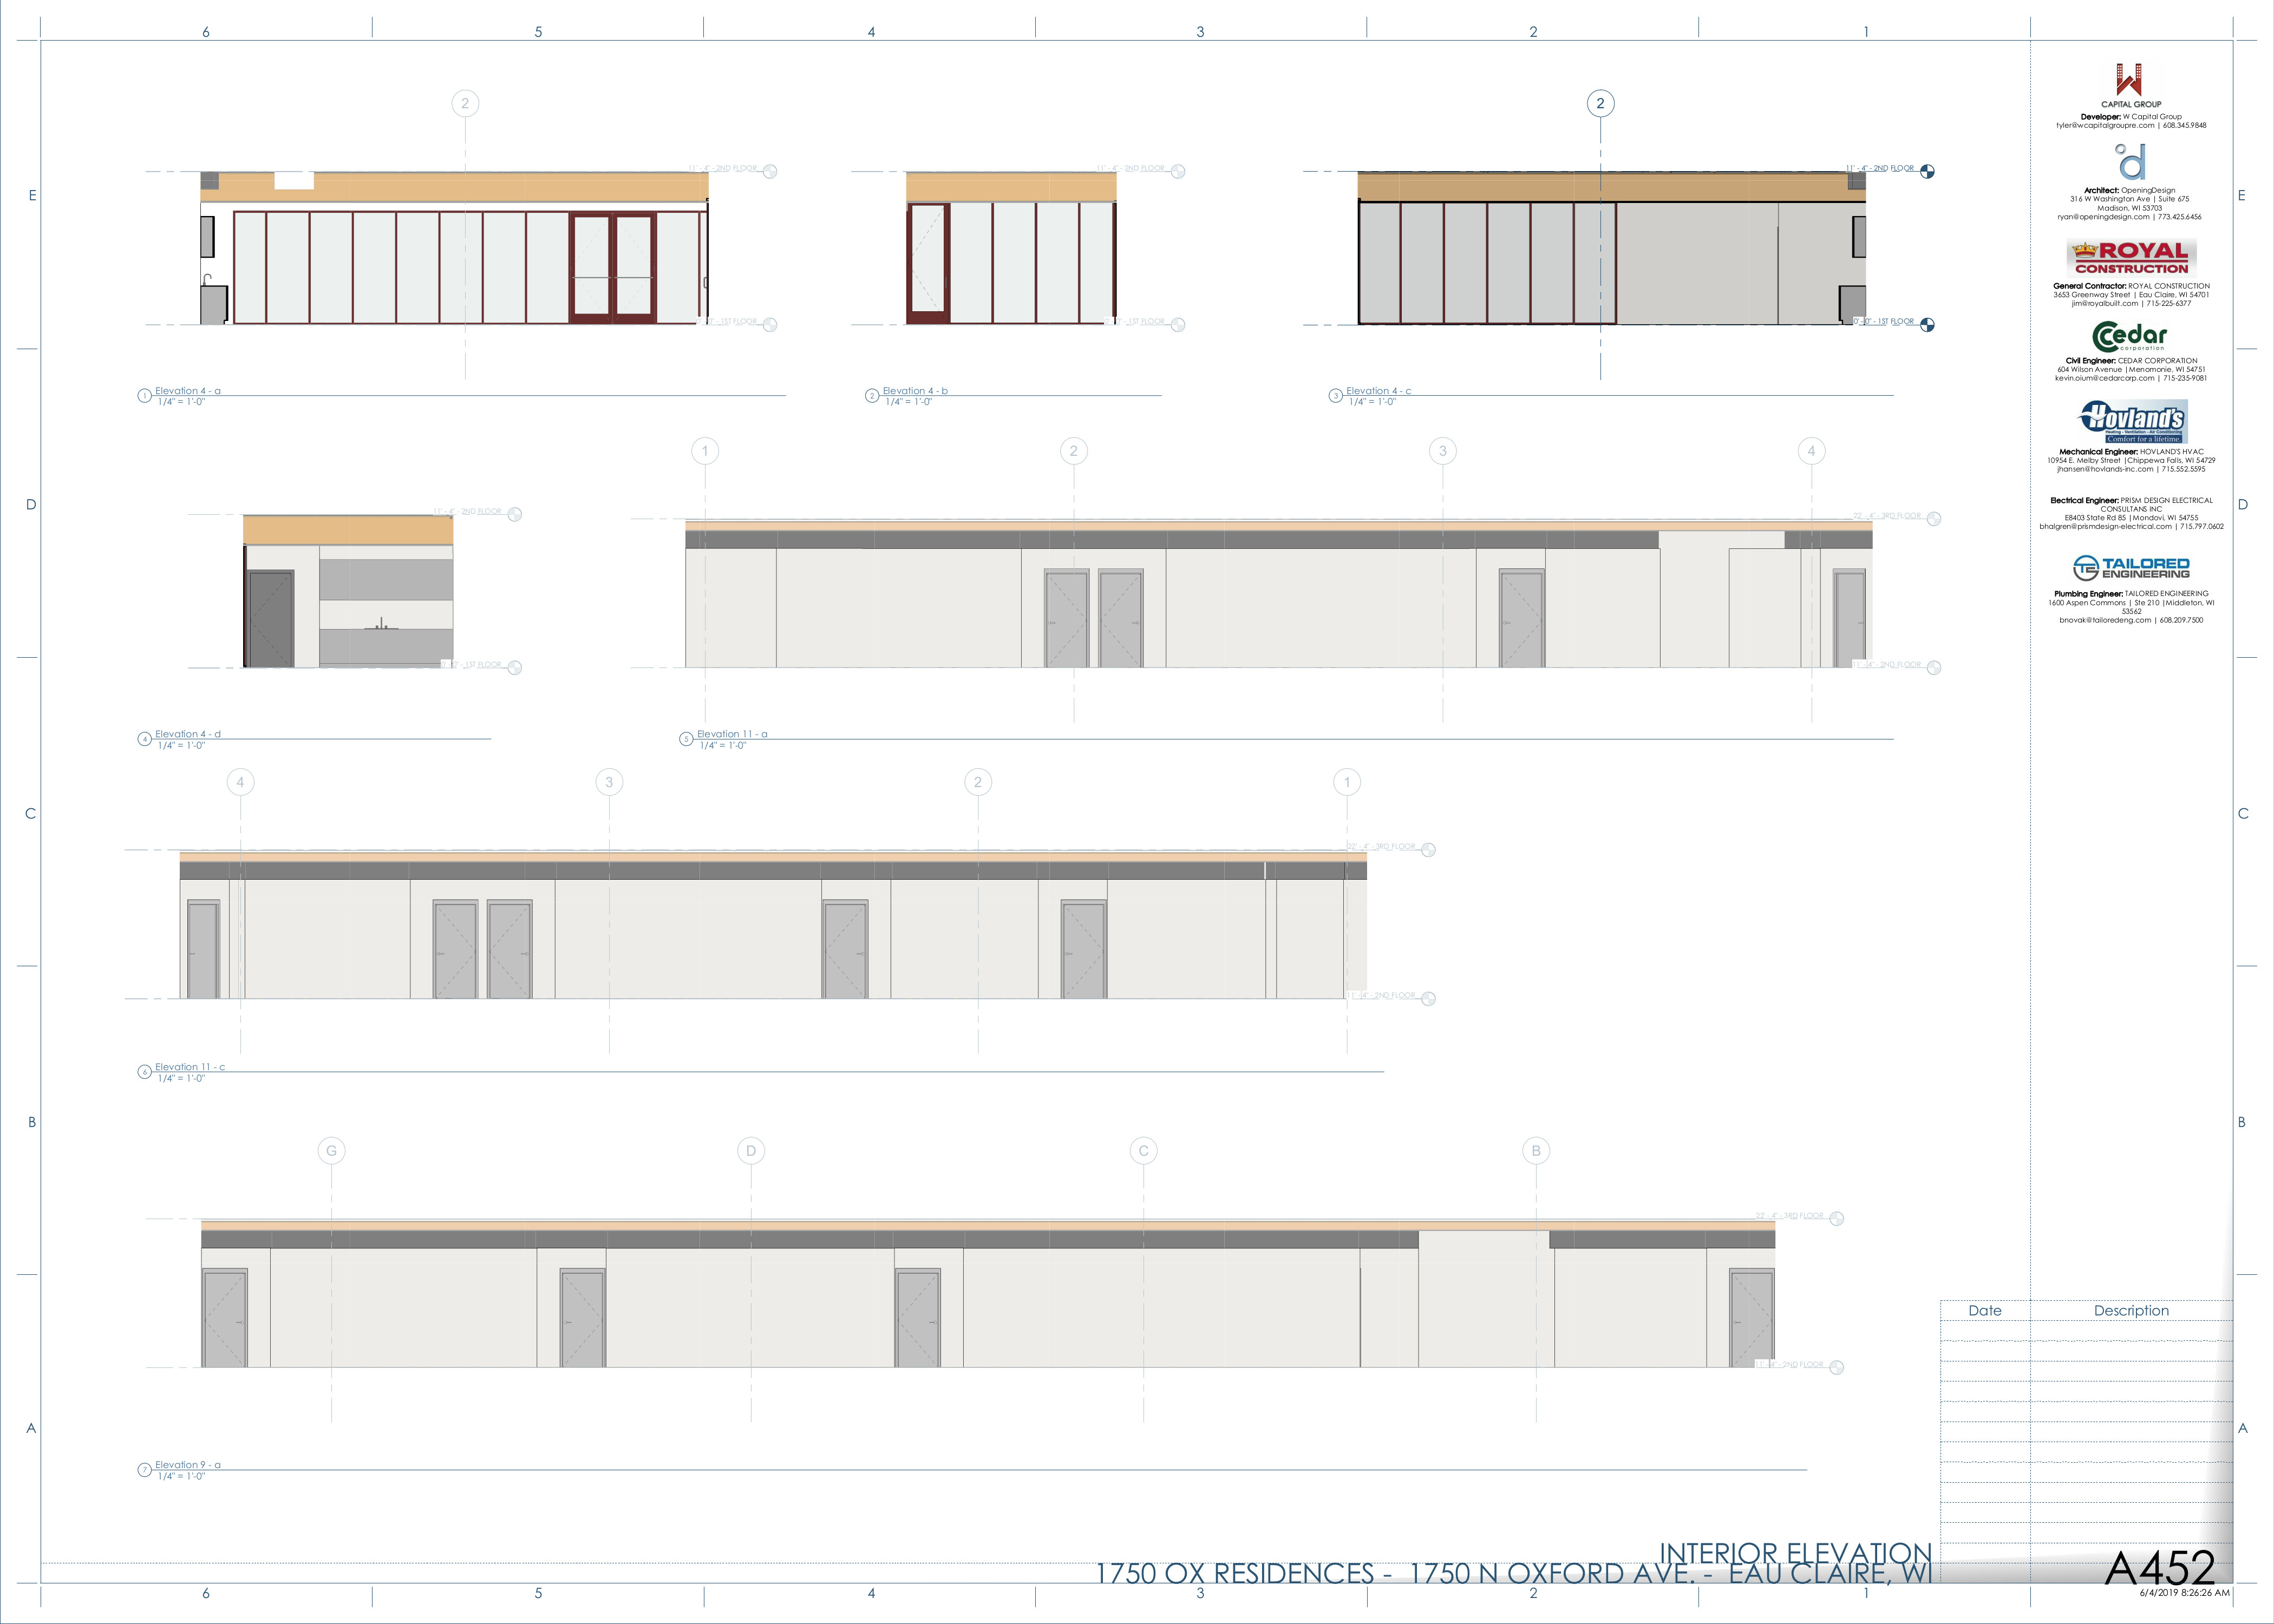 6 5 4 3 2 1
2
2
11' - 4" - 2ND FLOOR
11' - 4" - 2ND FLOOR
11' - 4" - 2ND FLOOR
E
E
- 1ST FLOOR
- 1ST FLOOR
0' - 0" - 1ST FLOOR
1 Elevation 4 - a
1/4" = 1'-0"
2 Elevation 4 - b
1/4" = 1'-0"
3 Elevation 4 - c
1/4" = 1'-0"
1 2 3 4
D
D
11' - 4" - 2ND FLOOR
22' - 4" - 3RD FLOOR
- 1ST FLOOR
11' - 4" - 2ND FLOOR
4 Elevation 4 - d
1/4" = 1'-0"
5 Elevation 11 - a
1/4" = 1'-0"
4 3 2 1
C
C
22' - 4" - 3RD FLOOR
11' - 4" - 2ND FLOOR
6 Elevation 11 - c
1/4" = 1'-0"
B
B
G D C B
22' - 4" - 3RD FLOOR
11' - 4" - 2ND FLOOR
A
A
7 Elevation 9 - a
1/4" = 1'-0"
W
CAPITAL GROUP
Developer: W Capital Group
tyler@wcapitalgroupre.com | 608.345.9848
d
Architect: OpeningDesign
316 W Washington Ave | Suite 675
Madison, WI 53703
ryan@openingdesign.com | 773.425.6456
ROYAL
CONSTRUCTION
General Contractor: ROYAL CONSTRUCTION
3653 Greenway Street | Eau Claire, WI 54701
jim@royalbuilt.com | 715-225-6377
Cedar
corporation
Civil Engineer: CEDAR CORPORATION
604 Wilson Avenue |Menomonie, WI 54751
kevin.oium@cedarcorp.com | 715-235-9081
Hovland's
Heating - Ventilation - Air Conditioning
Comfort for a lifetime.
Mechanical Engineer: HOVLAND'S HVAC
10954 E. Melby Street |Chippewa Falls, WI 54729
jhansen@hovlands-inc.com | 715.552.5595
Electrical Engineer: PRISM DESIGN ELECTRICAL
CONSULTANS INC
E8403 State Rd 85 |Mondovi, WI 54755
bhalgren@prismdesign-electrical.com | 715.797.0602
TE TAILORED
ENGINEERING
Plumbing Engineer: TAILORED ENGINEERING
1600 Aspen Commons | Ste 210 |Middleton, WI
53562
bnovak@tailoredeng.com | 608.209.7500
Date Description
INTERIOR ELEVATION
1750 OX RESIDENCES - 1750 N OXFORD AVE. - EAU CLAIRE, WI
A452
6/4/2019 8:26:26 AM
6 5 4 3 2 1